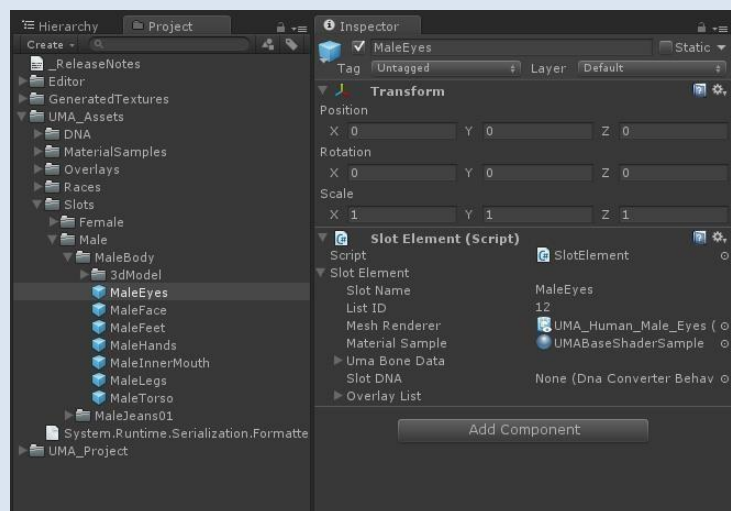 Hierarchy
Project
Create
_ReleaseNotes
Editor
GeneratedTextures
UMA_Assets
DNA
MaterialSamples
Overlays
Races
Slots
Female
Male
MaleBody
3dModel
MaleEyes
MaleFace
MaleFeet
MaleHands
MaleInnerMouth
MaleLegs
MaleTorso
MaleJeans01
System.Runtime.Serialization.Formatte
UMA_Project
Inspector
MaleEyes Static
Tag Untagged Layer Default
Transform
Position
X 0 Y 0 Z 0
Rotation
X 0 Y 0 Z 0
Scale
X 1 Y 1 Z 1
Slot Element (Script)
Script SlotElement
Slot Element
Slot Name MaleEyes
List ID 12
Mesh Renderer UMA_Human_Male_Eyes (
Material Sample UMABaseShaderSample
Uma Bone Data
Slot DNA None (Dna Converter Behav
Overlay List
Add Component